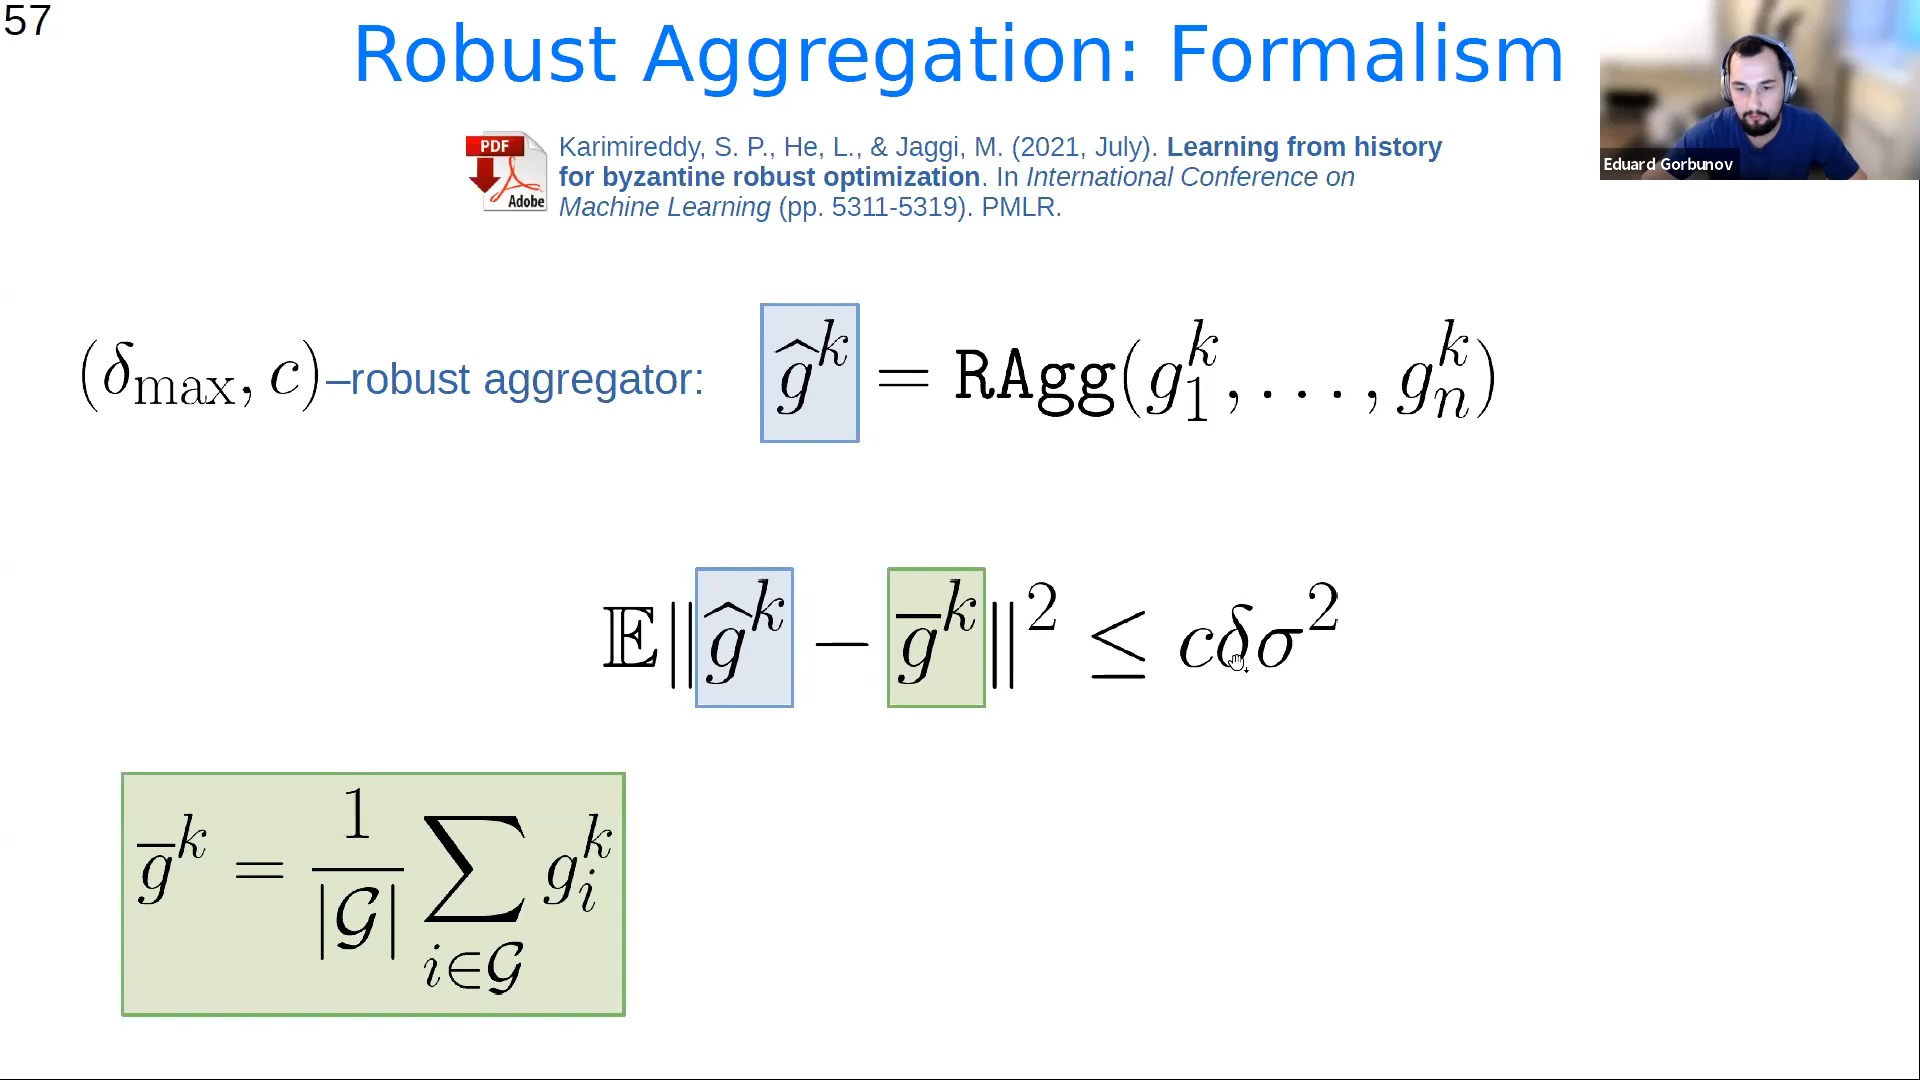 57
Robust Aggregation: Formalism
Eduard Gorbunov
PDF
Adobe
Karimireddy, S. P., He, L., & Jaggi, M. (2021, July). Learning from history
for byzantine robust optimization. In International Conference on
Machine Learning (pp. 5311-5319). PMLR.
(δ_max, c)–robust aggregator: ĝ^k = RAgg(g_1^k, . . . , g_n^k)
𝔼‖ĝ^k − g̅^k‖^2 ≤ cδσ^2
g̅^k = 1/|𝒢| ∑_{i∈𝒢} g_i^k